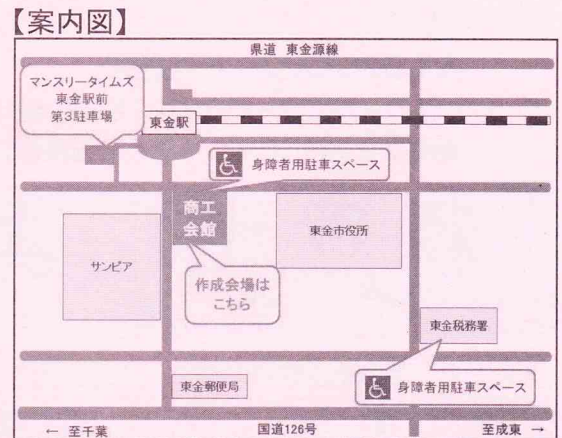 【案内図】
県道 東金源線
マンスリータイムズ
東金駅前
第3駐車場
東金駅
身障者用駐車スペース
商工
会館
東金市役所
サンピア
作成会場は
こちら
東金税務署
東金郵便局
身障者用駐車スペース
← 至千葉
国道126号
至成東 →